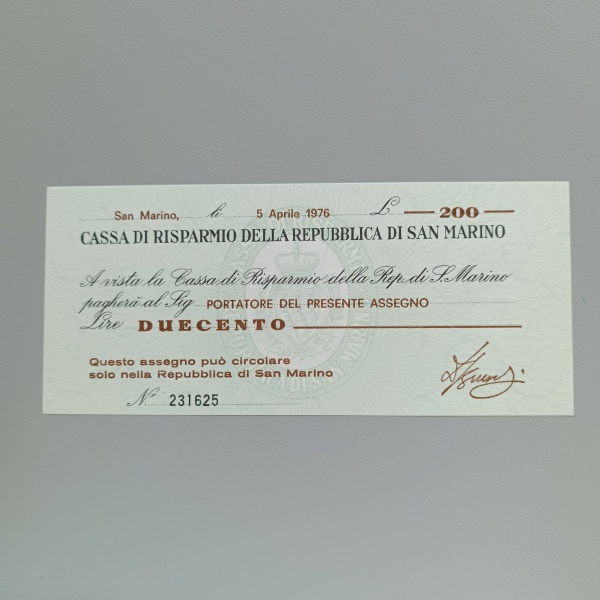 San Marino, li 5 Aprile 1976 L. 200
CASSA DI RISPARMIO DELLA REPUBBLICA DI SAN MARINO
A vista la Cassa di Risparmio della Rep. di S. Marino
pagherà al Sig PORTATORE DEL PRESENTE ASSEGNO
Lire DUECENTO
Questo assegno può circolare
solo nella Repubblica di San Marino
N° 231625